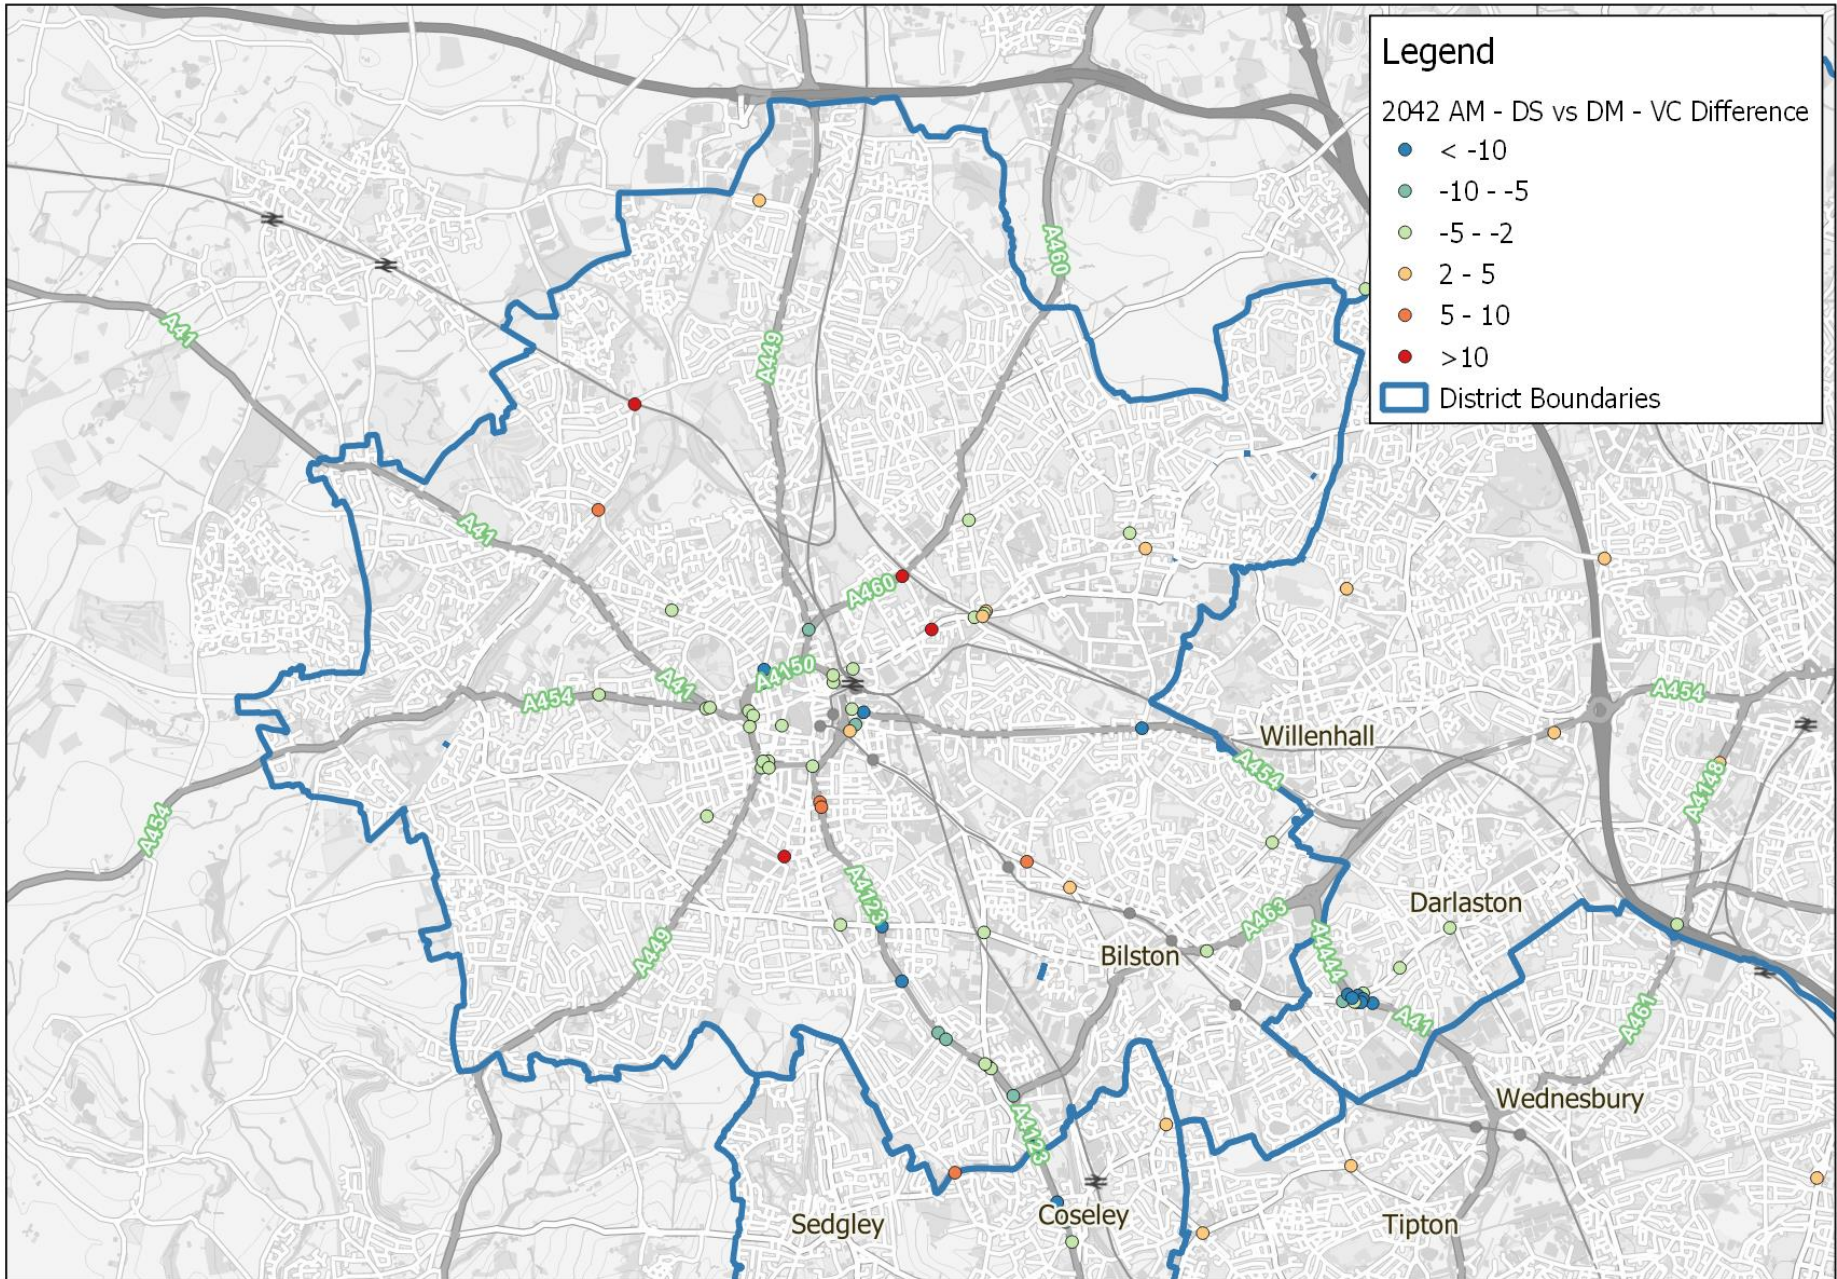 Legend
2042 AM - DS vs DM - VC Difference
< -10
-10 - -5
-5 - -2
2 - 5
5 - 10
>10
District Boundaries
A460
A41
A449
A41
A460
A4150
A41
A454
A454
Willenhall
A454
A4148
A454
A4123
A463
Darlaston
A449
A4444
Bilston
A41
A461
Wednesbury
A4123
Sedgley
Coseley
Tipton